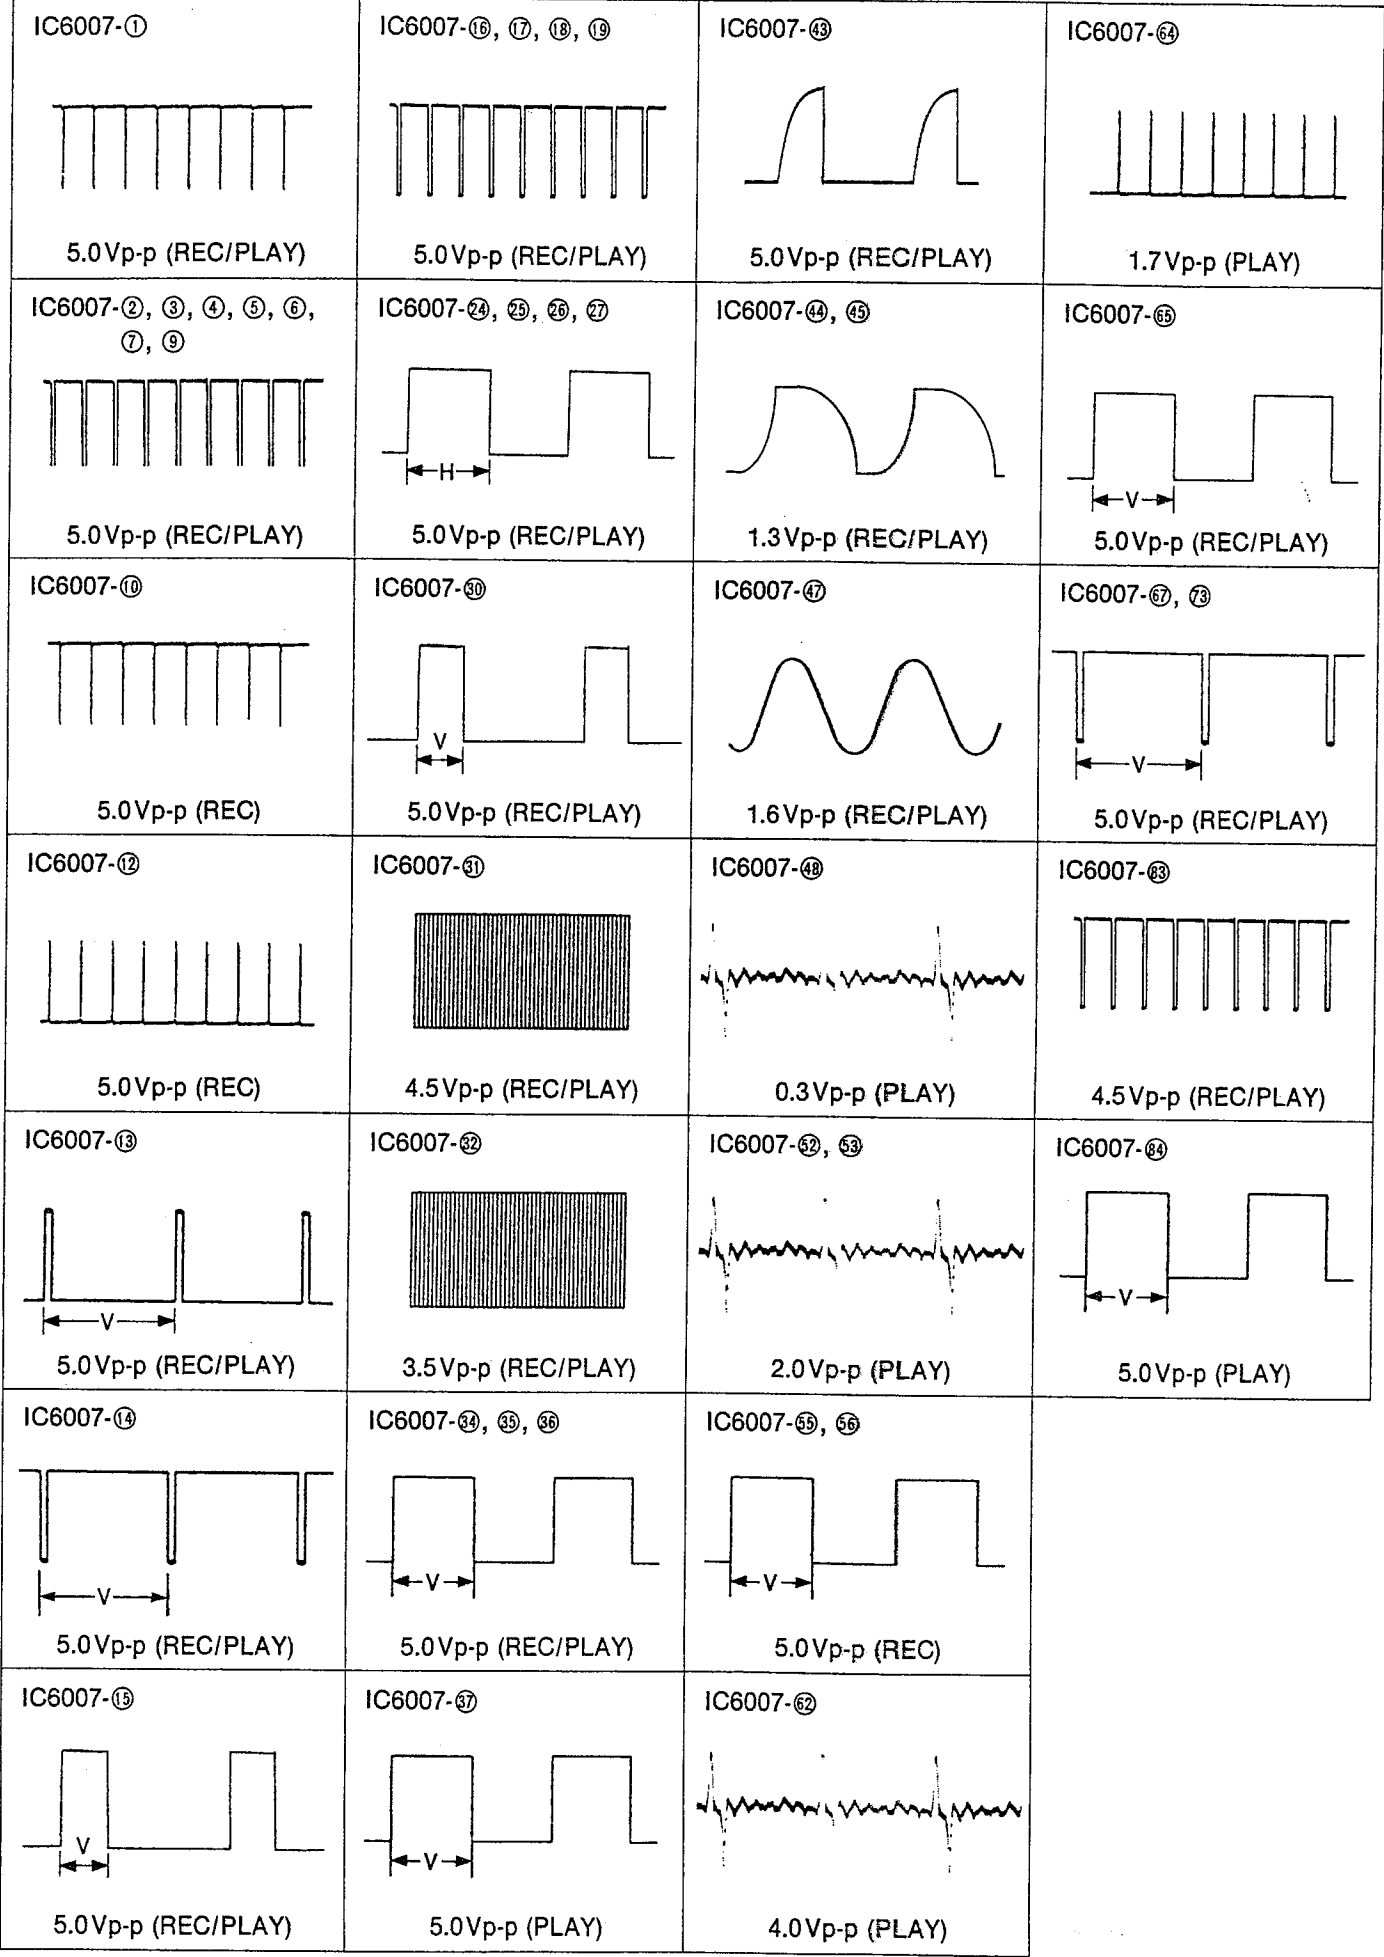 IC6007-①
5.0Vp-p (REC/PLAY)
IC6007-⑯, ⑰, ⑱, ⑲
5.0Vp-p (REC/PLAY)
IC6007-㊸
5.0Vp-p (REC/PLAY)
IC6007-64
1.7Vp-p (PLAY)
IC6007-②, ③, ④, ⑤, ⑥,
⑦, ⑨
5.0Vp-p (REC/PLAY)
IC6007-㉔, ㉕, ㉖, ㉗
H
5.0Vp-p (REC/PLAY)
IC6007-㊹, ㊺
1.3Vp-p (REC/PLAY)
IC6007-65
V
5.0Vp-p (REC/PLAY)
IC6007-⑩
5.0Vp-p (REC)
IC6007-㉚
V
5.0Vp-p (REC/PLAY)
IC6007-㊼
1.6Vp-p (REC/PLAY)
IC6007-67, 73
V
5.0Vp-p (REC/PLAY)
IC6007-⑫
5.0Vp-p (REC)
IC6007-㉛
4.5Vp-p (REC/PLAY)
IC6007-㊽
0.3Vp-p (PLAY)
IC6007-83
4.5Vp-p (REC/PLAY)
IC6007-⑬
V
5.0Vp-p (REC/PLAY)
IC6007-㉜
3.5Vp-p (REC/PLAY)
IC6007-52, 53
2.0Vp-p (PLAY)
IC6007-84
V
5.0Vp-p (PLAY)
IC6007-⑭
V
5.0Vp-p (REC/PLAY)
IC6007-㉞, ㉟, ㊱
V
5.0Vp-p (REC/PLAY)
IC6007-55, 56
V
5.0Vp-p (REC)
IC6007-⑮
V
5.0Vp-p (REC/PLAY)
IC6007-㊲
V
5.0Vp-p (PLAY)
IC6007-62
4.0Vp-p (PLAY)